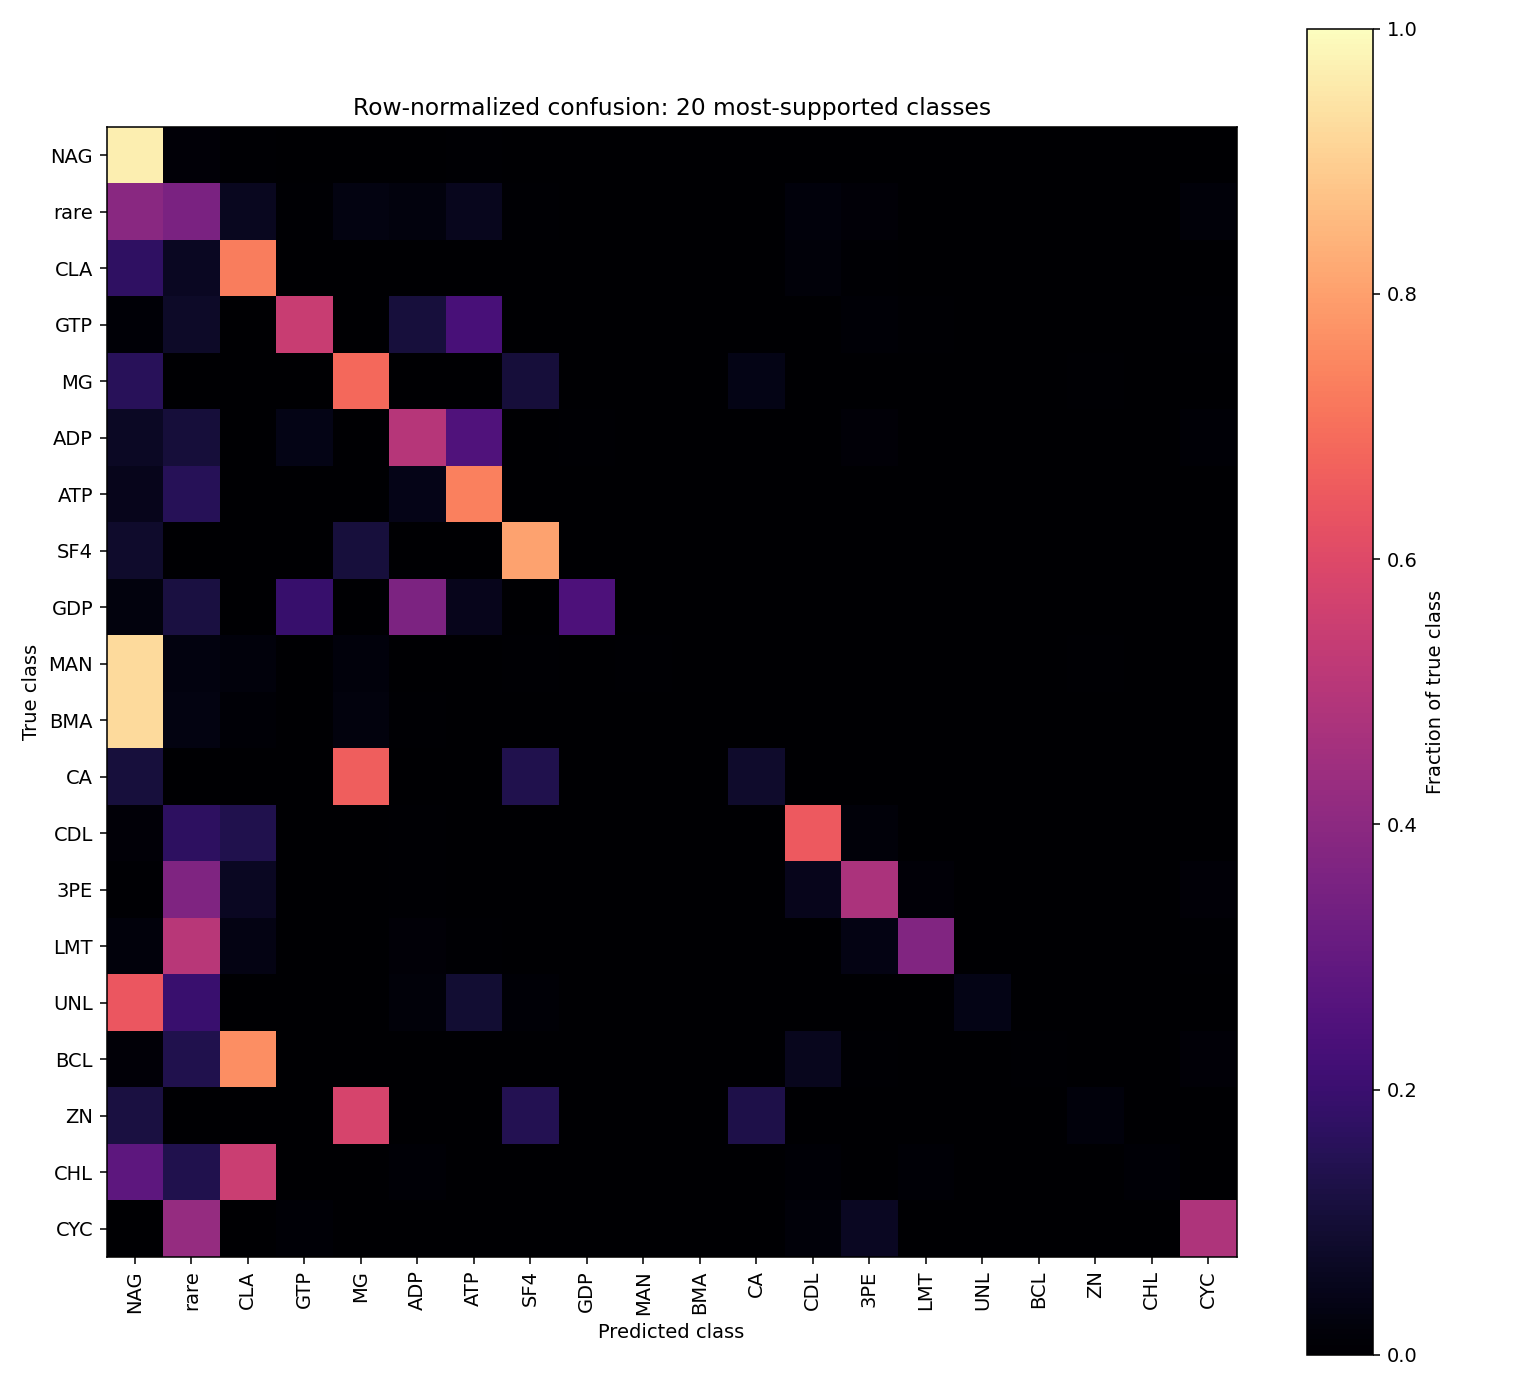 Row-normalized confusion: 20 most-supported classes
True class
NAG
rare
CLA
GTP
MG
ADP
ATP
SF4
GDP
MAN
BMA
CA
CDL
3PE
LMT
UNL
BCL
ZN
CHL
CYC
NAG rare CLA GTP MG ADP ATP SF4 GDP MAN BMA CA CDL 3PE LMT UNL BCL ZN CHL CYC
Predicted class
1.0
0.8
0.6
0.4
0.2
0.0
Fraction of true class